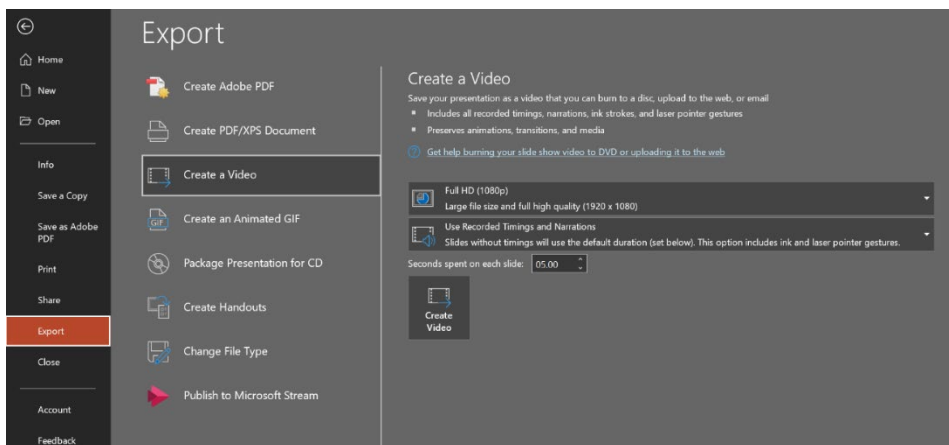 Export
Home
New
Open
Info
Save a Copy
Save as Adobe
PDF
Print
Share
Export
Close
Account
Feedback
Create Adobe PDF
Create PDF/XPS Document
Create a Video
Create an Animated GIF
Package Presentation for CD
Create Handouts
Change File Type
Publish to Microsoft Stream
Create a Video
Save your presentation as a video that you can burn to a disc, upload to the web, or email
Includes all recorded timings, narrations, ink strokes, and laser pointer gestures
Preserves animations, transitions, and media
Get help burning your slide show video to DVD or uploading it to the web
Full HD (1080p)
Large file size and full high quality (1920 x 1080)
Use Recorded Timings and Narrations
Slides without timings will use the default duration (set below). This option includes ink and laser pointer gestures.
Seconds spent on each slide: 05.00
Create
Video